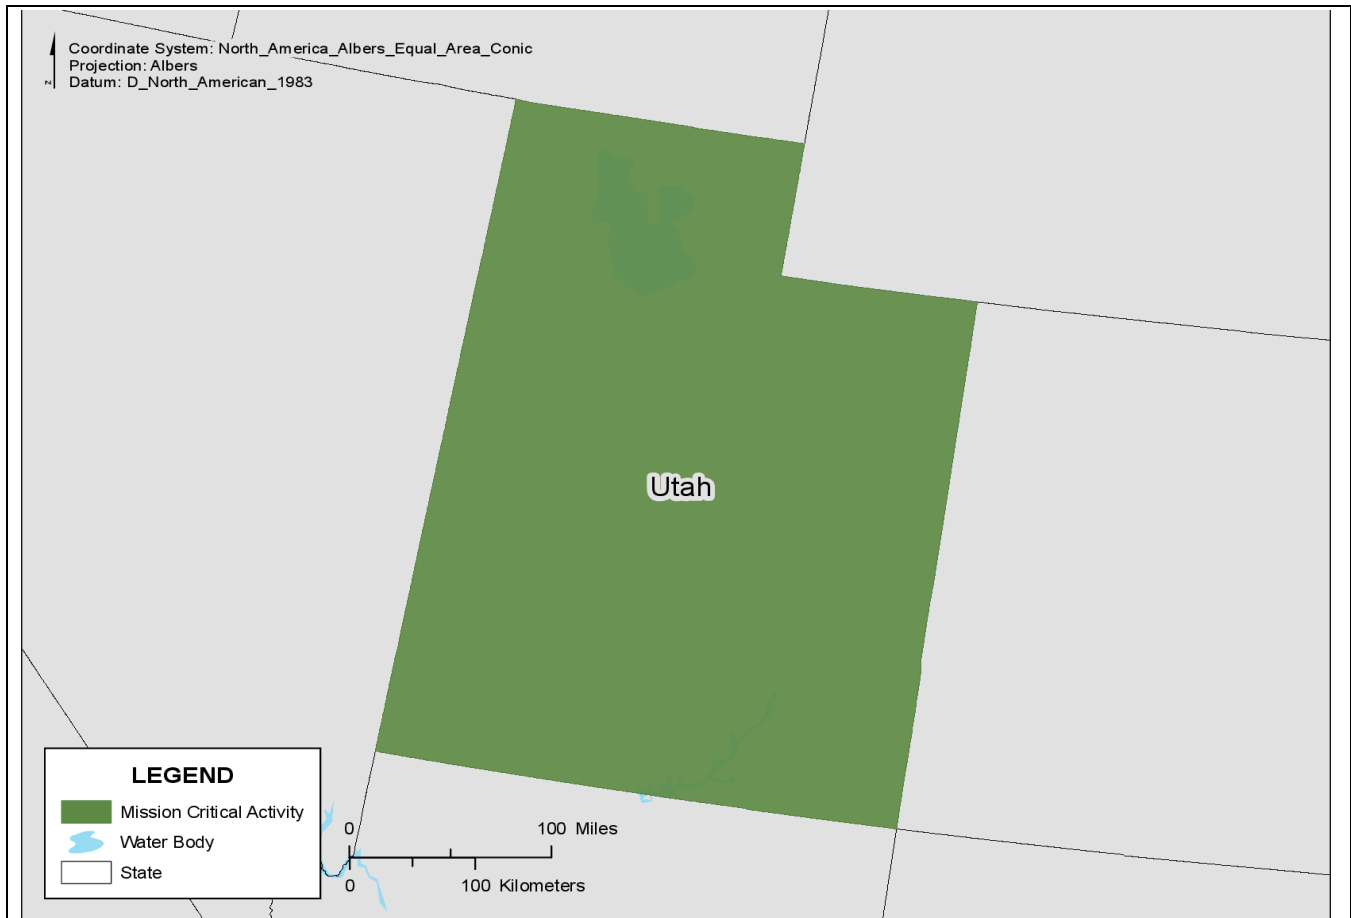 Coordinate System: North_America_Albers_Equal_Area_Conic
Projection: Albers
Datum: D_North_American_1983
N
Utah
LEGEND
Mission Critical Activity
Water Body
State
0 100 Miles
0 100 Kilometers